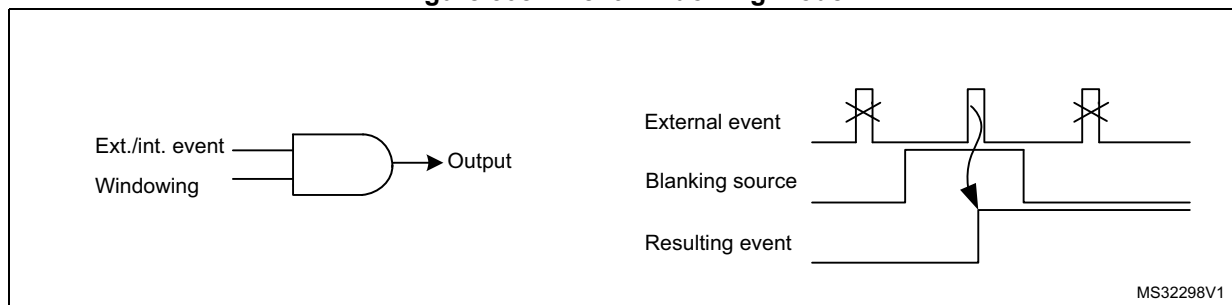 Ext./int. event
Windowing
Output
External event
Blanking source
Resulting event
MS32298V1